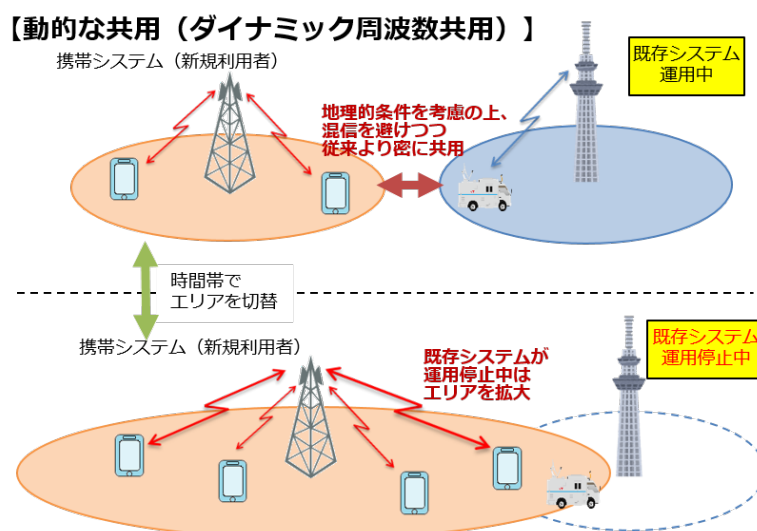 【動的な共用（ダイナミック周波数共用）】
携帯システム（新規利用者）
既存システム
運用中
地理的条件を考慮の上、
混信を避けつつ
従来より密に共用
時間帯で
エリアを切替
携帯システム（新規利用者）
既存システムが
運用停止中は
エリアを拡大
既存システム
運用停止中